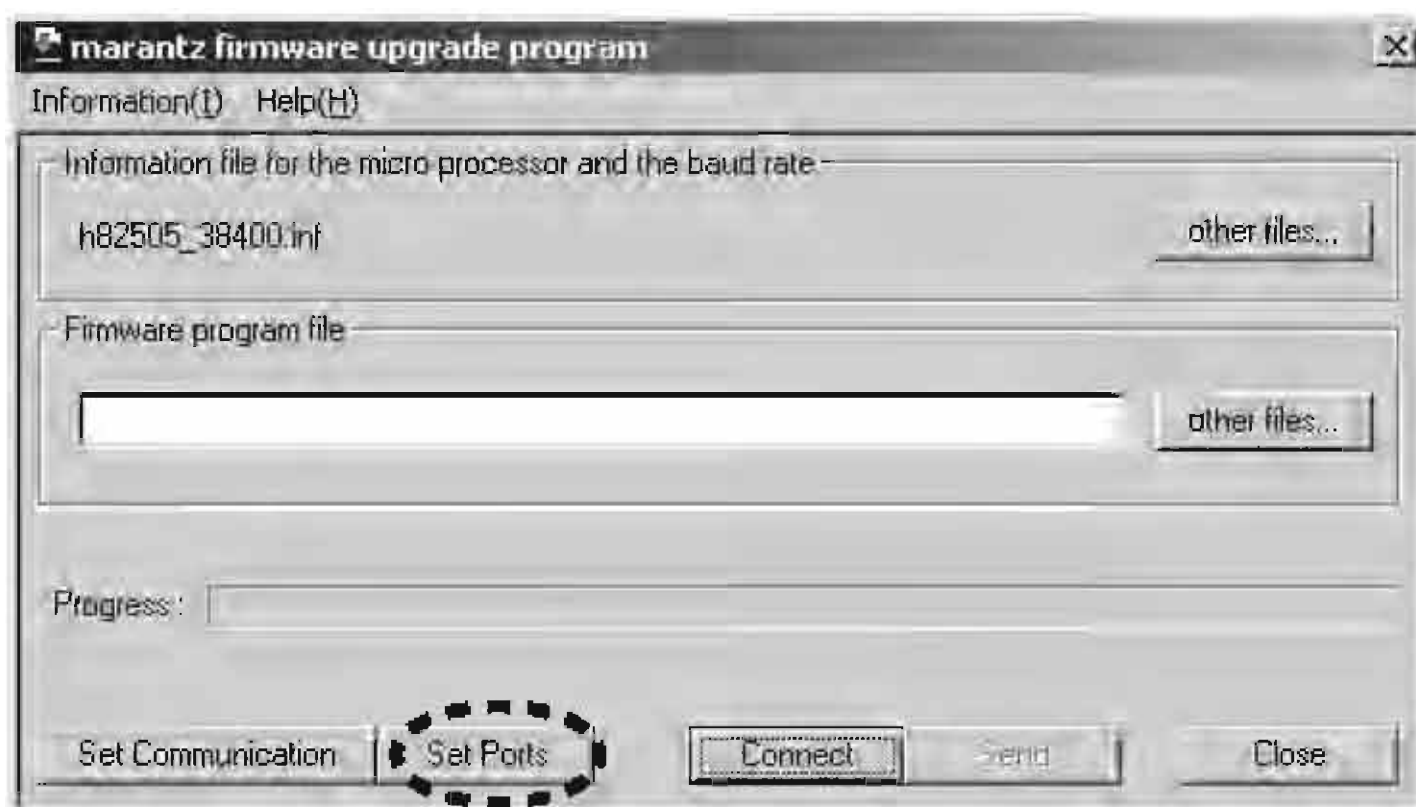 marantz firmware upgrade program
Information(I) Help(H)
Information file for the micro processor and the baud rate
h82505_38400.inf
other files...
Firmware program file
other files...
Progress:
Set Communication Set Ports Connect Send Close